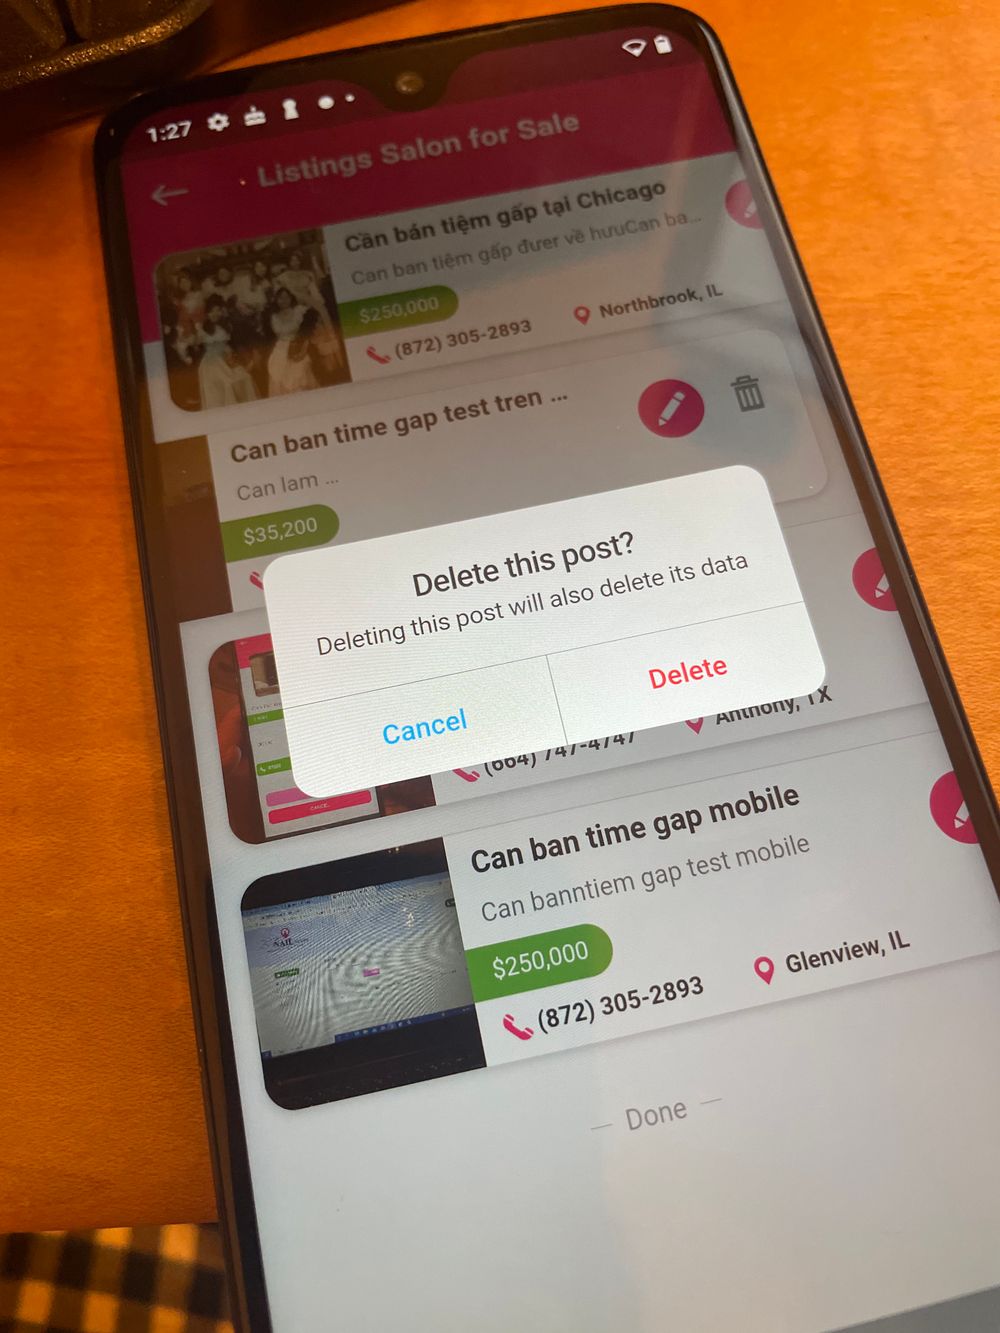 1:27
Listings Salon for Sale
Cần bán tiệm gấp tại Chicago
Can ban tiệm gấp đưer về hưuCan ba...
$250,000
(872) 305-2893
Northbrook, IL
Can ban time gap test tren ...
Can lam ...
$35,200
Delete this post?
Deleting this post will also delete its data
Cancel
Delete
(664) 747-4747
Anthony, TX
CANCEL
Can ban time gap mobile
Can banntiem gap test mobile
NAIL
$250,000
(872) 305-2893
Glenview, IL
Done